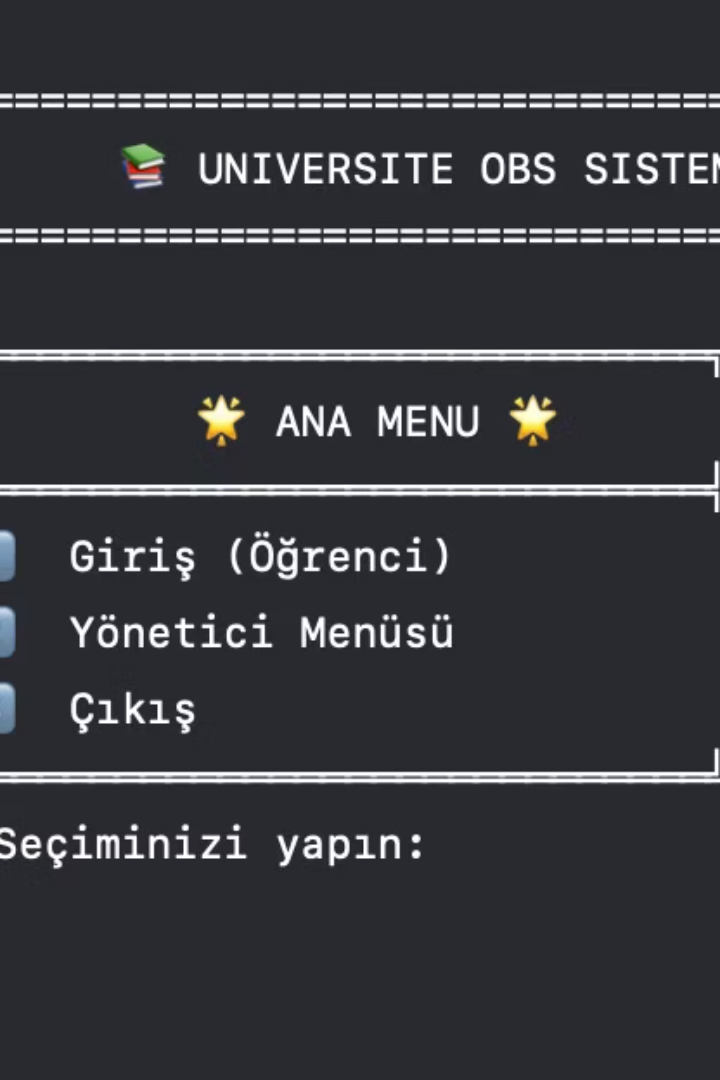 UNIVERSITE OBS SISTEM
ANA MENU
Giriş (Öğrenci)
Yönetici Menüsü
Çıkış
Seçiminizi yapın: